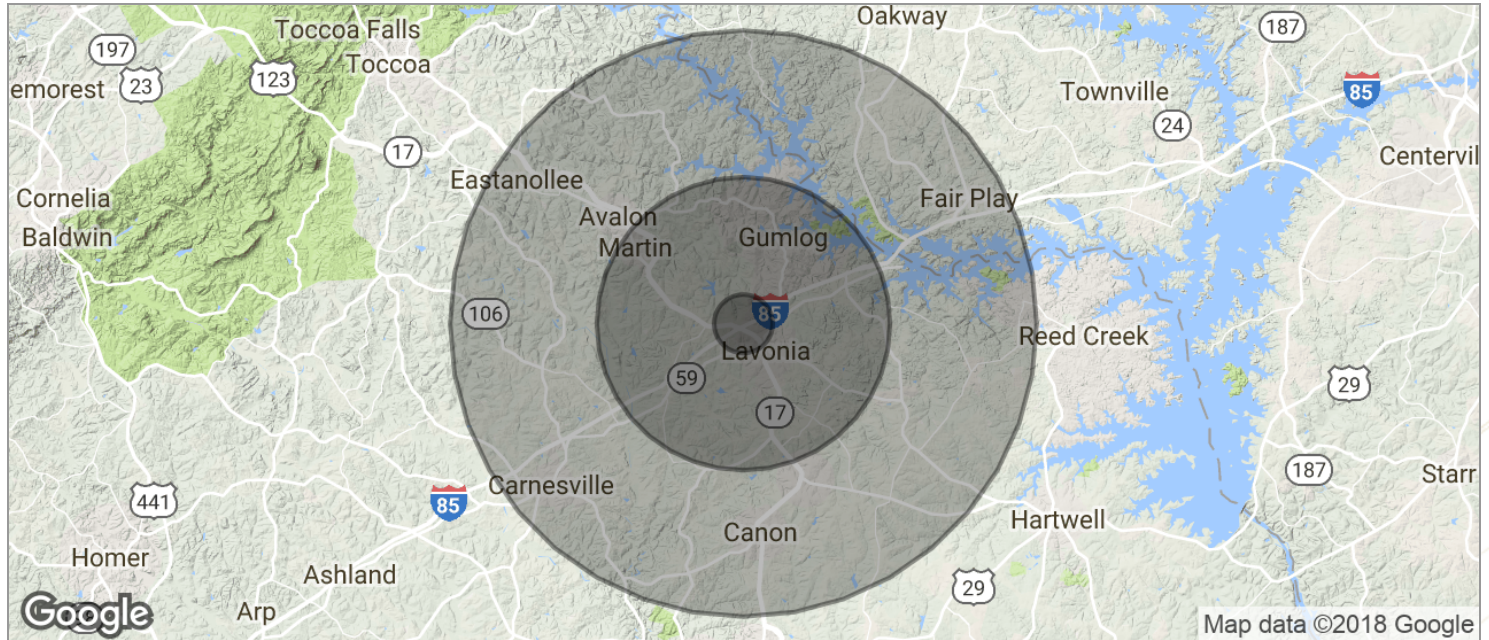 Oakway
187
Toccoa Falls
197
Toccoa
123
23
85
emorest
Townville
24
17
Centervil
Eastanollee
Cornelia
Fair Play
Avalon
Baldwin
Martin
Gumlog
106
85
Reed Creek
Lavonia
59
29
17
187
Starr
Carnesville
441
85
Hartwell
Canon
Homer
Ashland
29
Arp
Google
Map data ©2018 Google